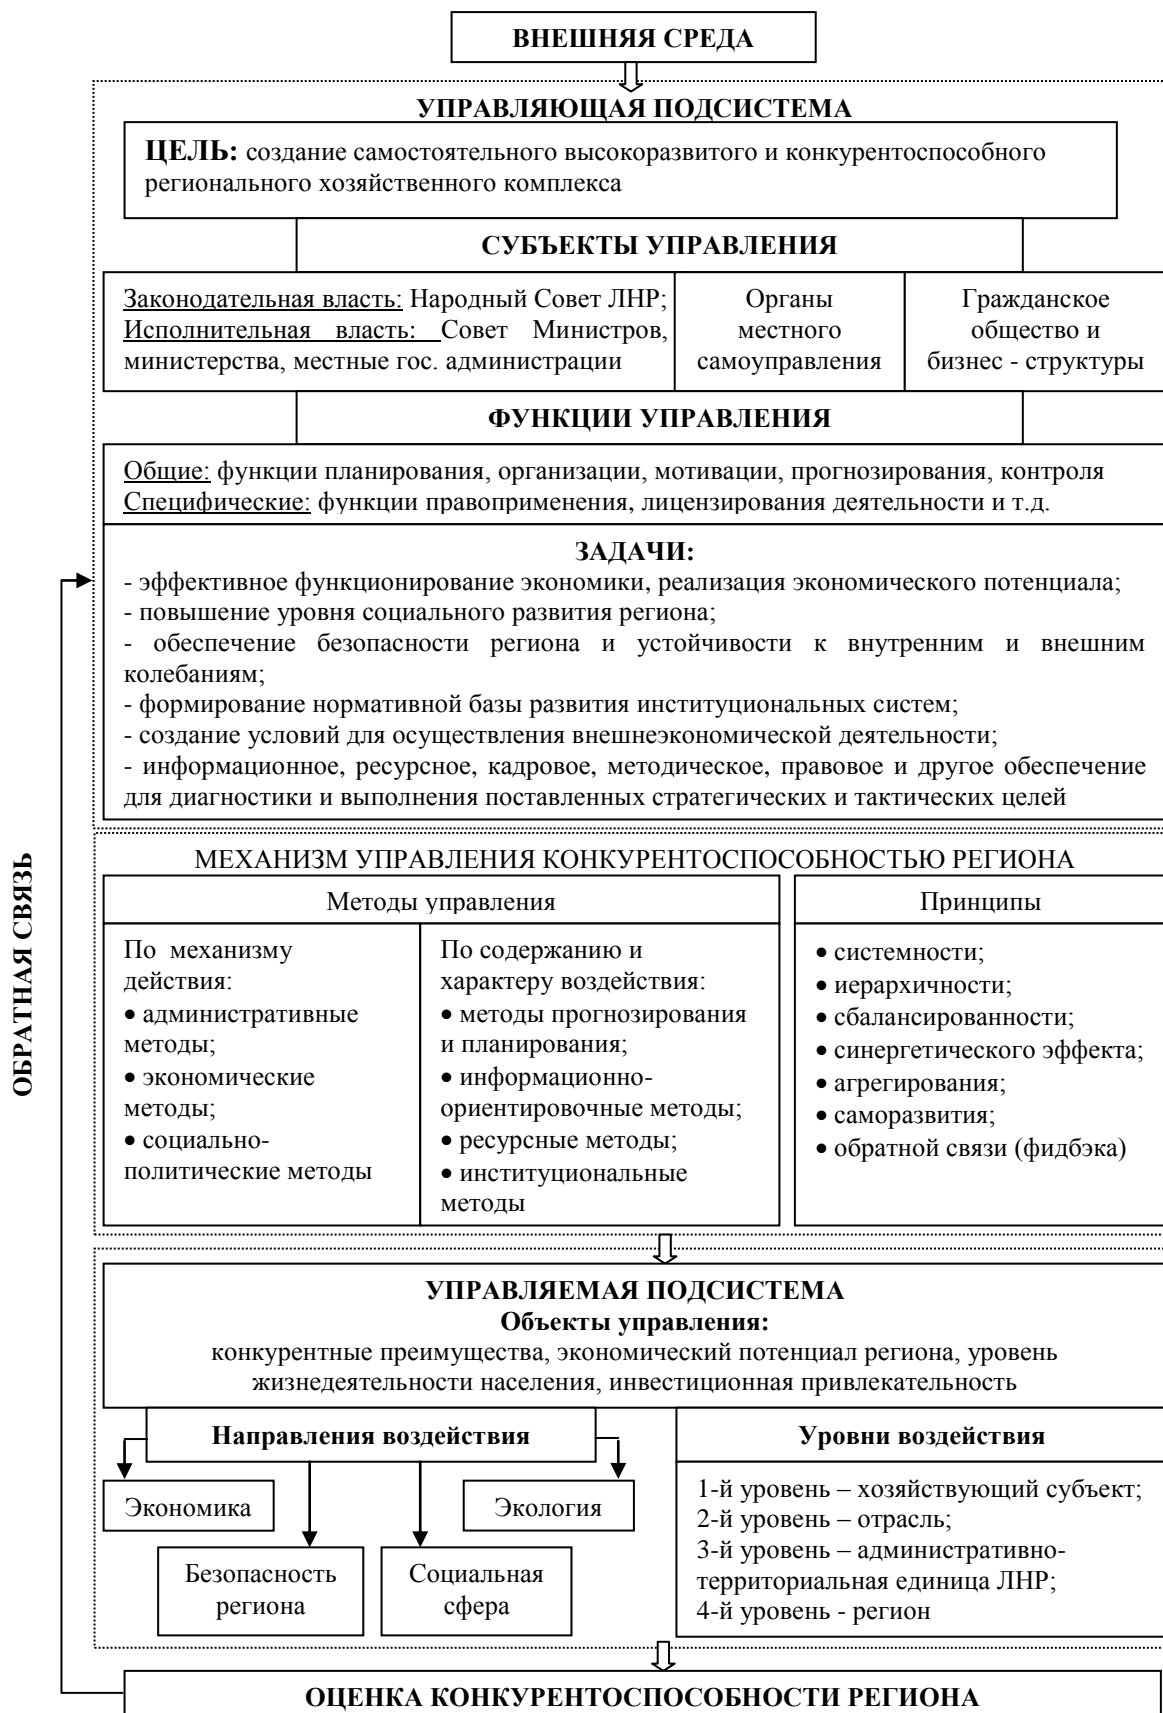 ВНЕШНЯЯ СРЕДА
УПРАВЛЯЮЩАЯ ПОДСИСТЕМА
ЦЕЛЬ: создание самостоятельного высокоразвитого и конкурентоспособного
регионального хозяйственного комплекса
СУБЪЕКТЫ УПРАВЛЕНИЯ
Законодательная власть: Народный Совет ЛНР;
Исполнительная власть: Совет Министров,
министерства, местные гос. администрации
Органы
местного
самоуправления
Гражданское
общество и
бизнес - структуры
ФУНКЦИИ УПРАВЛЕНИЯ
Общие: функции планирования, организации, мотивации, прогнозирования, контроля
Специфические: функции правоприменения, лицензирования деятельности и т.д.
ЗАДАЧИ:
- эффективное функционирование экономики, реализация экономического потенциала;
- повышение уровня социального развития региона;
- обеспечение безопасности региона и устойчивости к внутренним и внешним
колебаниям;
- формирование нормативной базы развития институциональных систем;
- создание условий для осуществления внешнеэкономической деятельности;
- информационное, ресурсное, кадровое, методическое, правовое и другое обеспечение
для диагностики и выполнения поставленных стратегических и тактических целей
ОБРАТНАЯ СВЯЗЬ
МЕХАНИЗМ УПРАВЛЕНИЯ КОНКУРЕНТОСПОСОБНОСТЬЮ РЕГИОНА
Методы управления
По механизму
действия:
• административные
методы;
• экономические
методы;
• социально-
политические методы
По содержанию и
характеру воздействия:
• методы прогнозирования
и планирования;
• информационно-
ориентировочные методы;
• ресурсные методы;
• институциональные
методы
Принципы
• системности;
• иерархичности;
• сбалансированности;
• синергетического эффекта;
• агрегирования;
• саморазвития;
• обратной связи (фидбэка)
УПРАВЛЯЕМАЯ ПОДСИСТЕМА
Объекты управления:
конкурентные преимущества, экономический потенциал региона, уровень
жизнедеятельности населения, инвестиционная привлекательность
Направления воздействия
Экономика
Экология
Безопасность
региона
Социальная
сфера
Уровни воздействия
1-й уровень – хозяйствующий субъект;
2-й уровень – отрасль;
3-й уровень – административно-
территориальная единица ЛНР;
4-й уровень - регион
ОЦЕНКА КОНКУРЕНТОСПОСОБНОСТИ РЕГИОНА